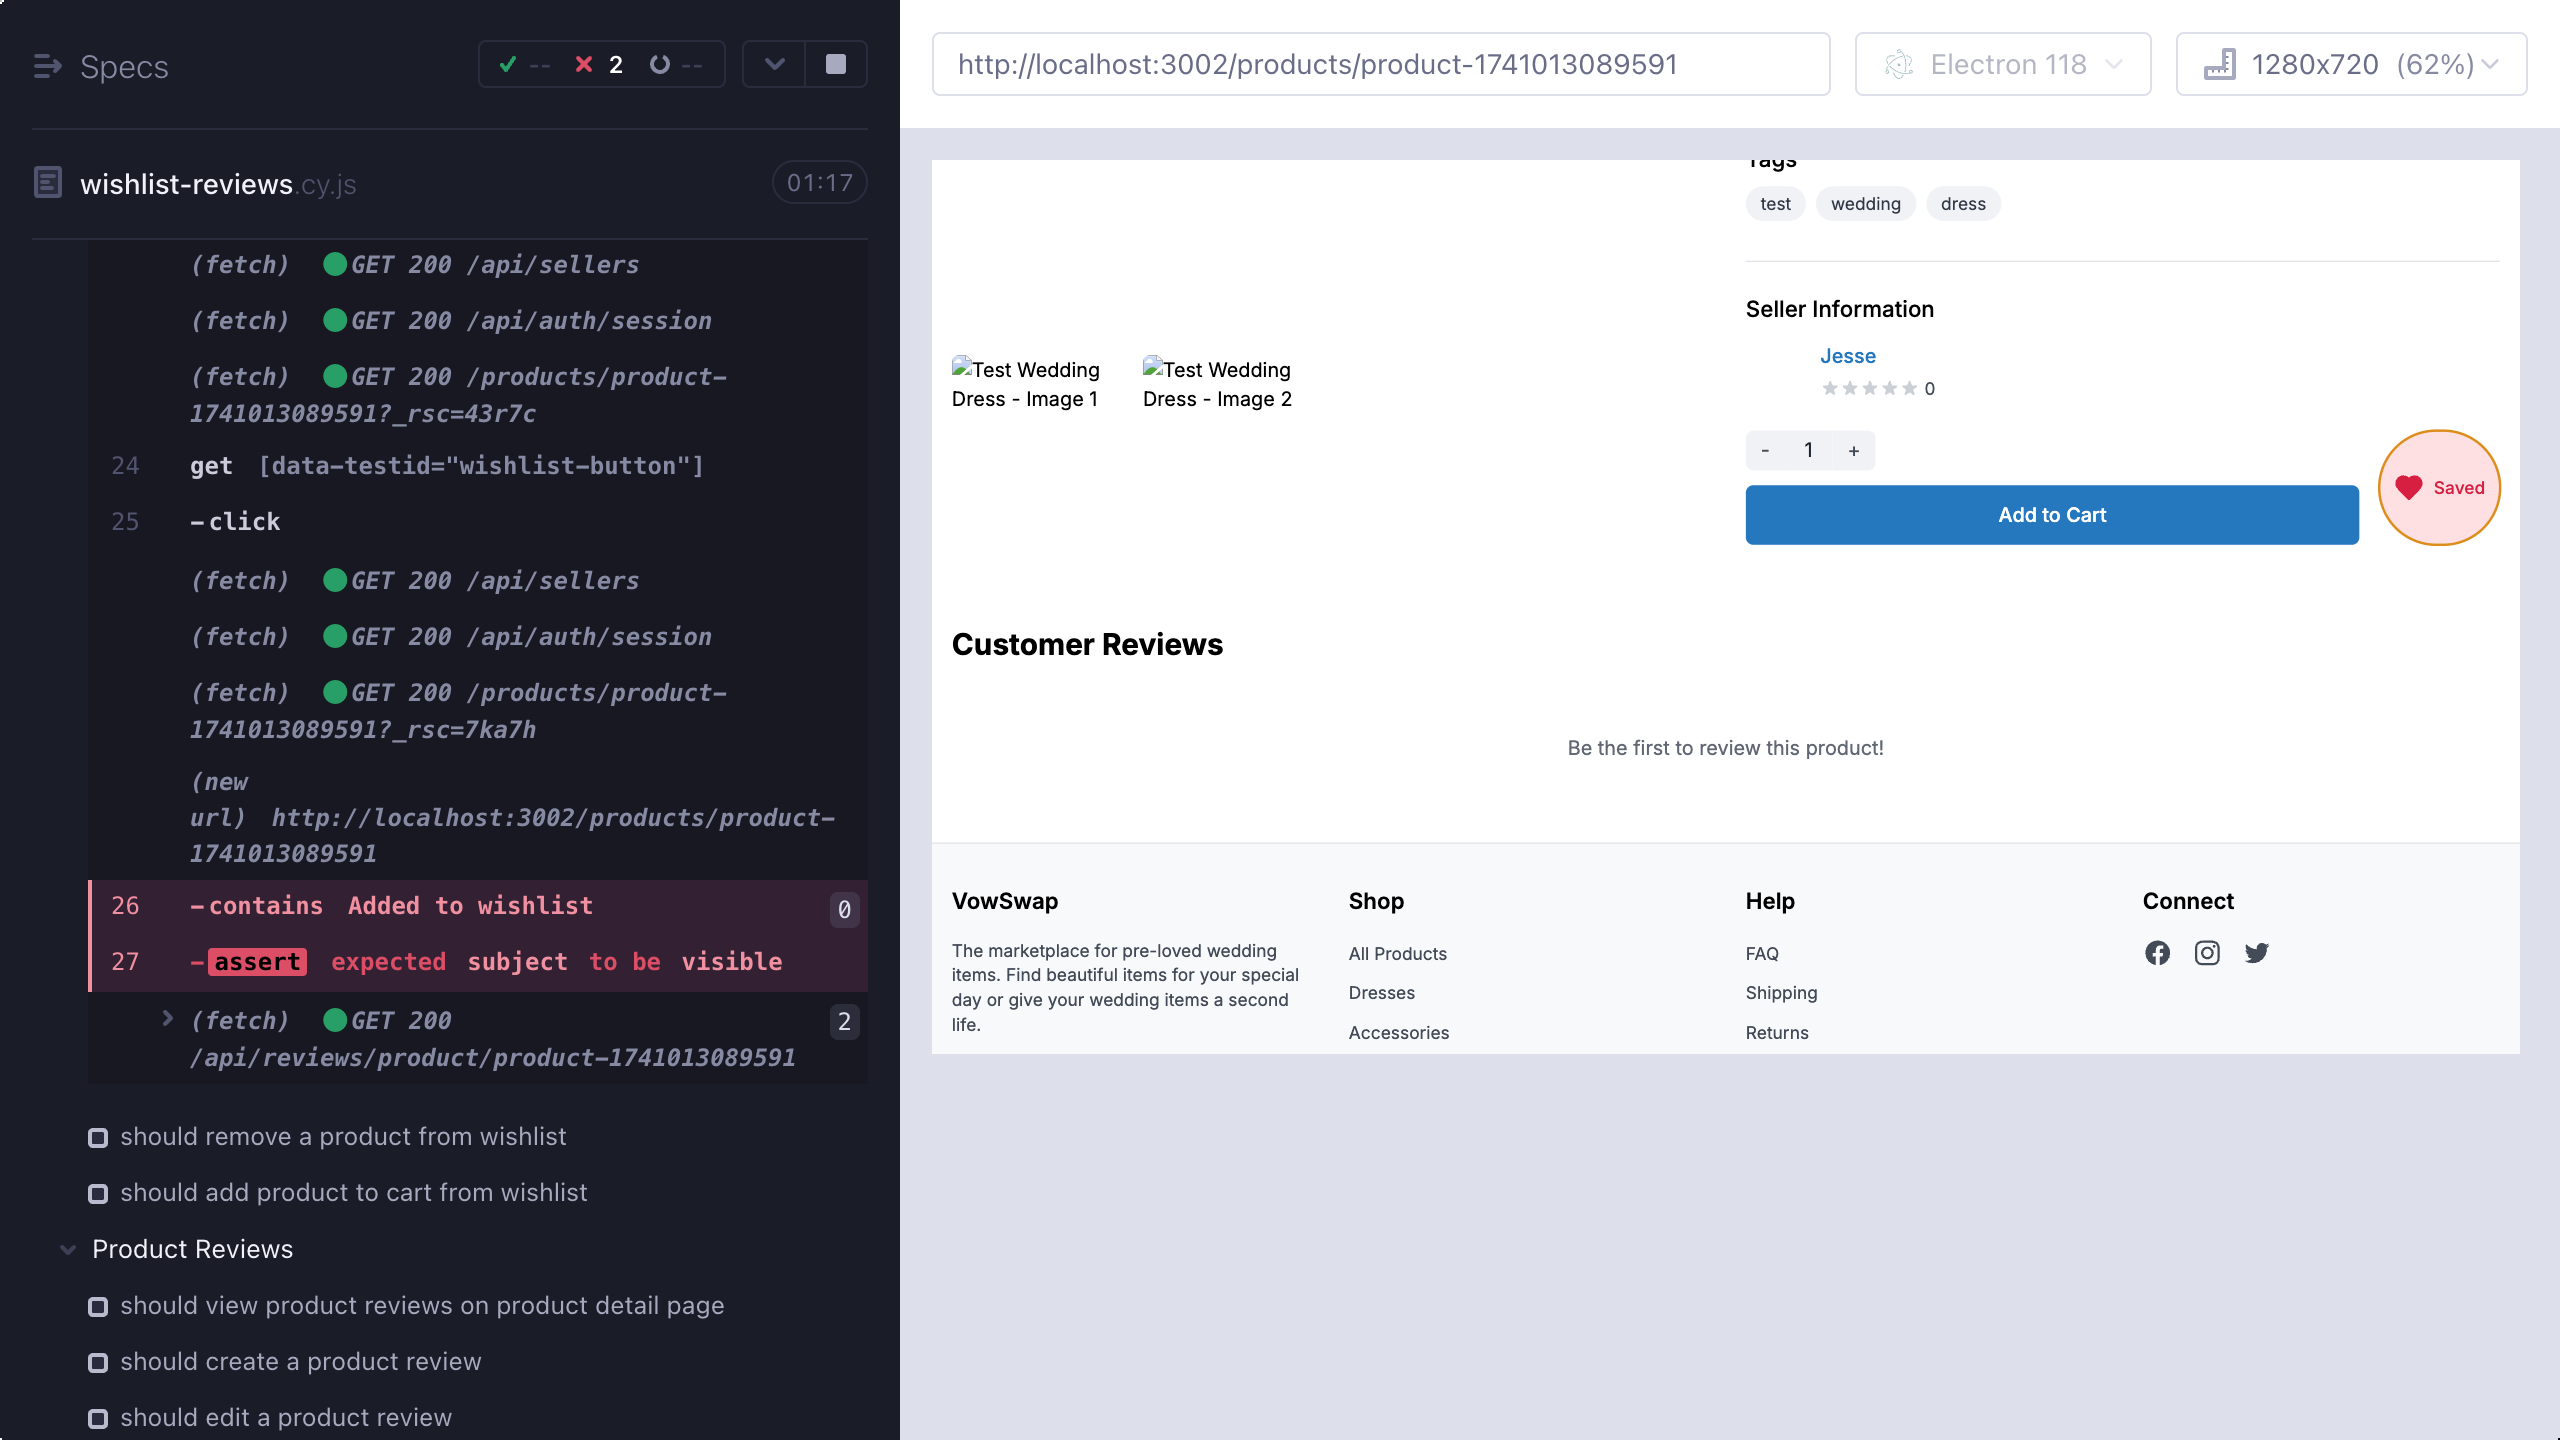 Specs
-- 2 --
wishlist-reviews.cy.js
01:17
(fetch) GET 200 /api/sellers
(fetch) GET 200 /api/auth/session
(fetch) GET 200 /products/product-
1741013089591?_rsc=43r7c
24 get [data-testid="wishlist-button"]
25 -click
(fetch) GET 200 /api/sellers
(fetch) GET 200 /api/auth/session
(fetch) GET 200 /products/product-
1741013089591?_rsc=7ka7h
(new
url) http://localhost:3002/products/product-
1741013089591
26 -contains Added to wishlist 0
27 -assert expected subject to be visible
(fetch) GET 200 2
/api/reviews/product/product-1741013089591
should remove a product from wishlist
should add product to cart from wishlist
Product Reviews
should view product reviews on product detail page
should create a product review
should edit a product review
http://localhost:3002/products/product-1741013089591
Electron 118
1280x720 (62%)
Tags
test wedding dress
Seller Information
Jesse
0
Test Wedding
Dress - Image 1
Test Wedding
Dress - Image 2
- 1 +
Add to Cart
Saved
Customer Reviews
Be the first to review this product!
VowSwap
The marketplace for pre-loved wedding
items. Find beautiful items for your special
day or give your wedding items a second
life.
Shop
All Products
Dresses
Accessories
Help
FAQ
Shipping
Returns
Connect